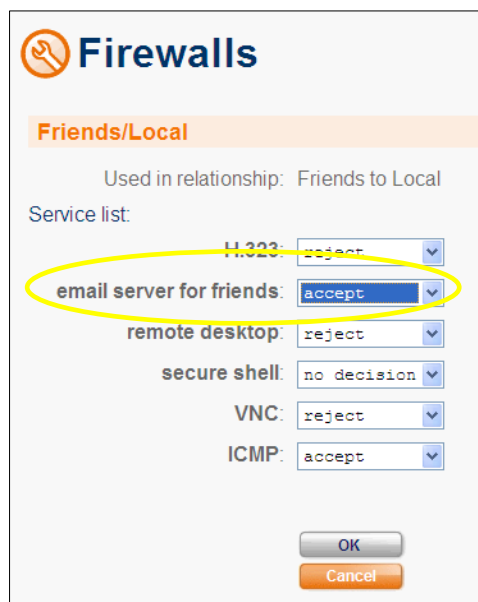 Firewalls
Friends/Local
Used in relationship: Friends to Local
Service list:
H.323: reject
email server for friends: accept
remote desktop: reject
secure shell: no decision
VNC: reject
ICMP: accept
OK
Cancel